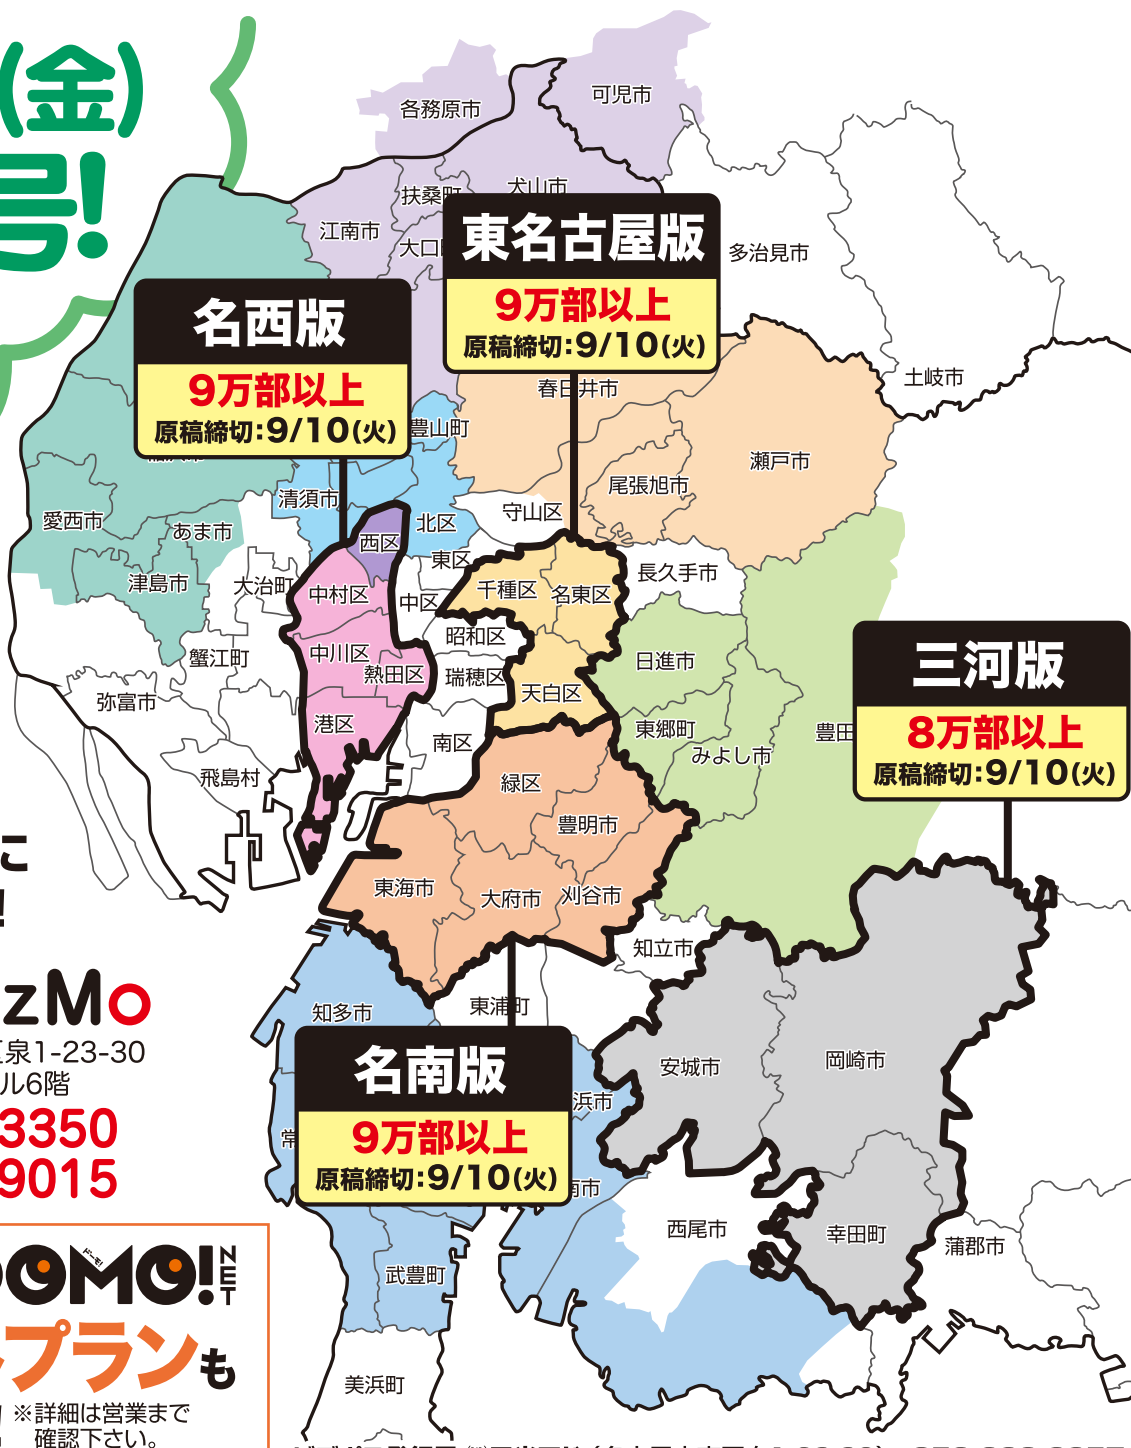 (金)
号!
各務原市
可児市
扶桑町
犬山市
江南市
大口
東名古屋版
9万部以上
原稿締切:9/10(火)
多治見市
土岐市
名西版
9万部以上
原稿締切:9/10(火)
春日井市
豊山町
瀬戸市
尾張旭市
清須市
守山区
北区
愛西市
あま市
西区
東区
津島市
大治町
中村区
中区
千種区
名東区
長久手市
昭和区
中川区
熱田区
瑞穂区
日進市
蟹江町
弥富市
天白区
港区
南区
東郷町
みよし市
豊田
三河版
8万部以上
原稿締切:9/10(火)
飛島村
緑区
豊明市
東海市
大府市
刈谷市
に
!
知立市
zMo
泉1-23-30
ル6階
3350
9015
知多市
東浦町
名南版
9万部以上
原稿締切:9/10(火)
安城市
岡崎市
浜市
常
南市
西尾市
幸田町
蒲郡市
武豊町
美浜町
DOMO!NET
ドーモ!
プランも
※詳細は営業まで
確認下さい。